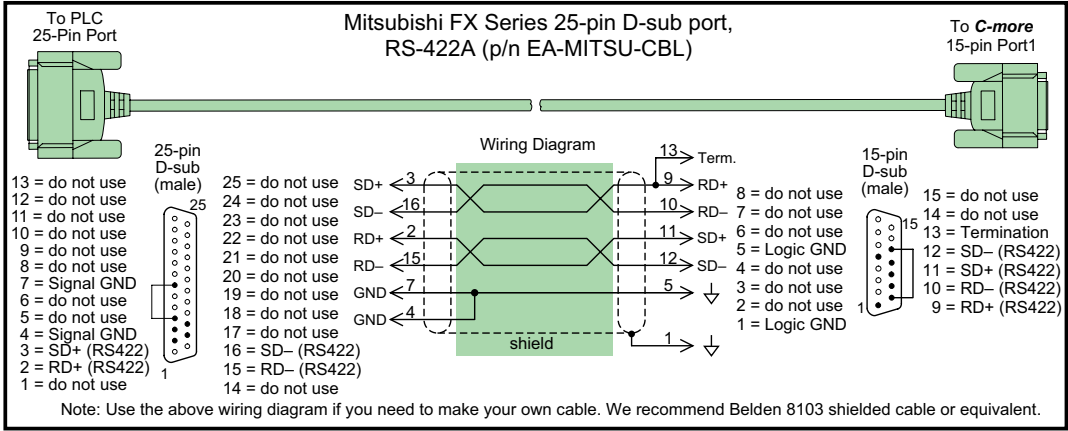 To PLC
25-Pin Port
Mitsubishi FX Series 25-pin D-sub port,
RS-422A (p/n EA-MITSU-CBL)
To C-more
15-pin Port1
25-pin
D-sub
(male)
25
1
13 = do not use
12 = do not use
11 = do not use
10 = do not use
9 = do not use
8 = do not use
7 = Signal GND
6 = do not use
5 = do not use
4 = Signal GND
3 = SD+ (RS422)
2 = RD+ (RS422)
1 = do not use
25 = do not use
24 = do not use
23 = do not use
22 = do not use
21 = do not use
20 = do not use
19 = do not use
18 = do not use
17 = do not use
16 = SD– (RS422)
15 = RD– (RS422)
14 = do not use
Wiring Diagram
13 Term.
SD+ 3 9 RD+
SD– 16 10 RD–
RD+ 2 11 SD+
RD– 15 12 SD–
GND 7 5
GND 4
1
shield
15-pin
D-sub
(male)
15
1
8 = do not use
7 = do not use
6 = do not use
5 = Logic GND
4 = do not use
3 = do not use
2 = do not use
1 = Logic GND
15 = do not use
14 = do not use
13 = Termination
12 = SD– (RS422)
11 = SD+ (RS422)
10 = RD– (RS422)
9 = RD+ (RS422)
Note: Use the above wiring diagram if you need to make your own cable. We recommend Belden 8103 shielded cable or equivalent.